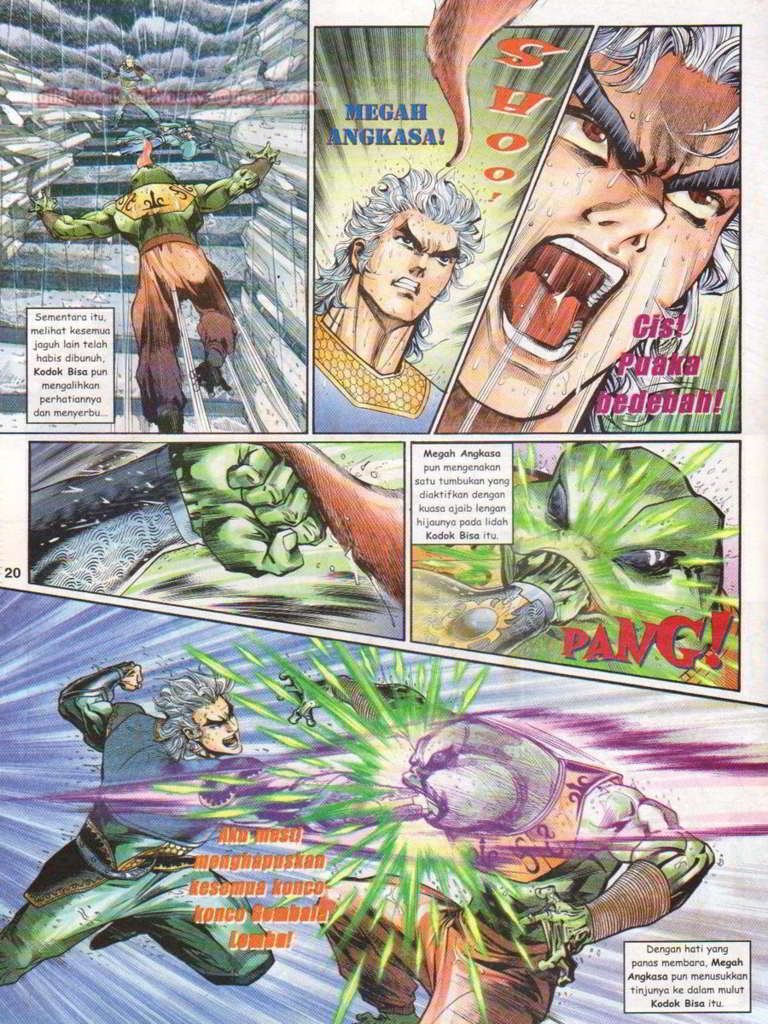 Sementara itu,
melihat kesemua
jaguh lain telah
habis dibunuh,
Kodok Bisa pun
mengalihkan
perhatiannya
dan menyerbu...
MEGAH
ANGKASA!
SHOO!
Cis!
Puaka
bedebah!
Megah Angkasa
pun mengenakan
satu tumbukan yang
diaktifkan dengan
kuasa ajaib lengan
hijaunya pada lidah
Kodok Bisa itu.
PANG!
20
Aku mesti
menghapuskan
kesemua konco-
konco Gembala
Lembu!
Dengan hati yang
panas membara, Megah
Angkasa pun menusukkan
tinjunya ke dalam mulut
Kodok Bisa itu.